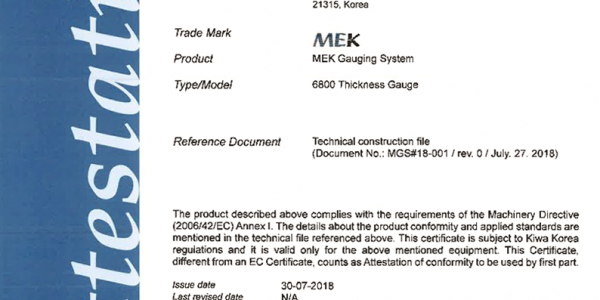 21315, Korea
Trade Mark MEK
Product MEK Gauging System
Type/Model 6800 Thickness Gauge
Reference Document Technical construction file
(Document No.: MGS#18-001 / rev. 0 / July. 27. 2018)
The product described above complies with the requirements of the Machinery Directive
(2006/42/EC) Annex I. The details about the product conformity and applied standards are
mentioned in the technical file referenced above. This certificate is subject to Kiwa Korea
regulations and it is valid only for the above mentioned equipment. This Certificate,
different from an EC Certificate, counts as Attestation of conformity to be used by first part.
Issue date 30-07-2018
Last revised date N/A
ttestati